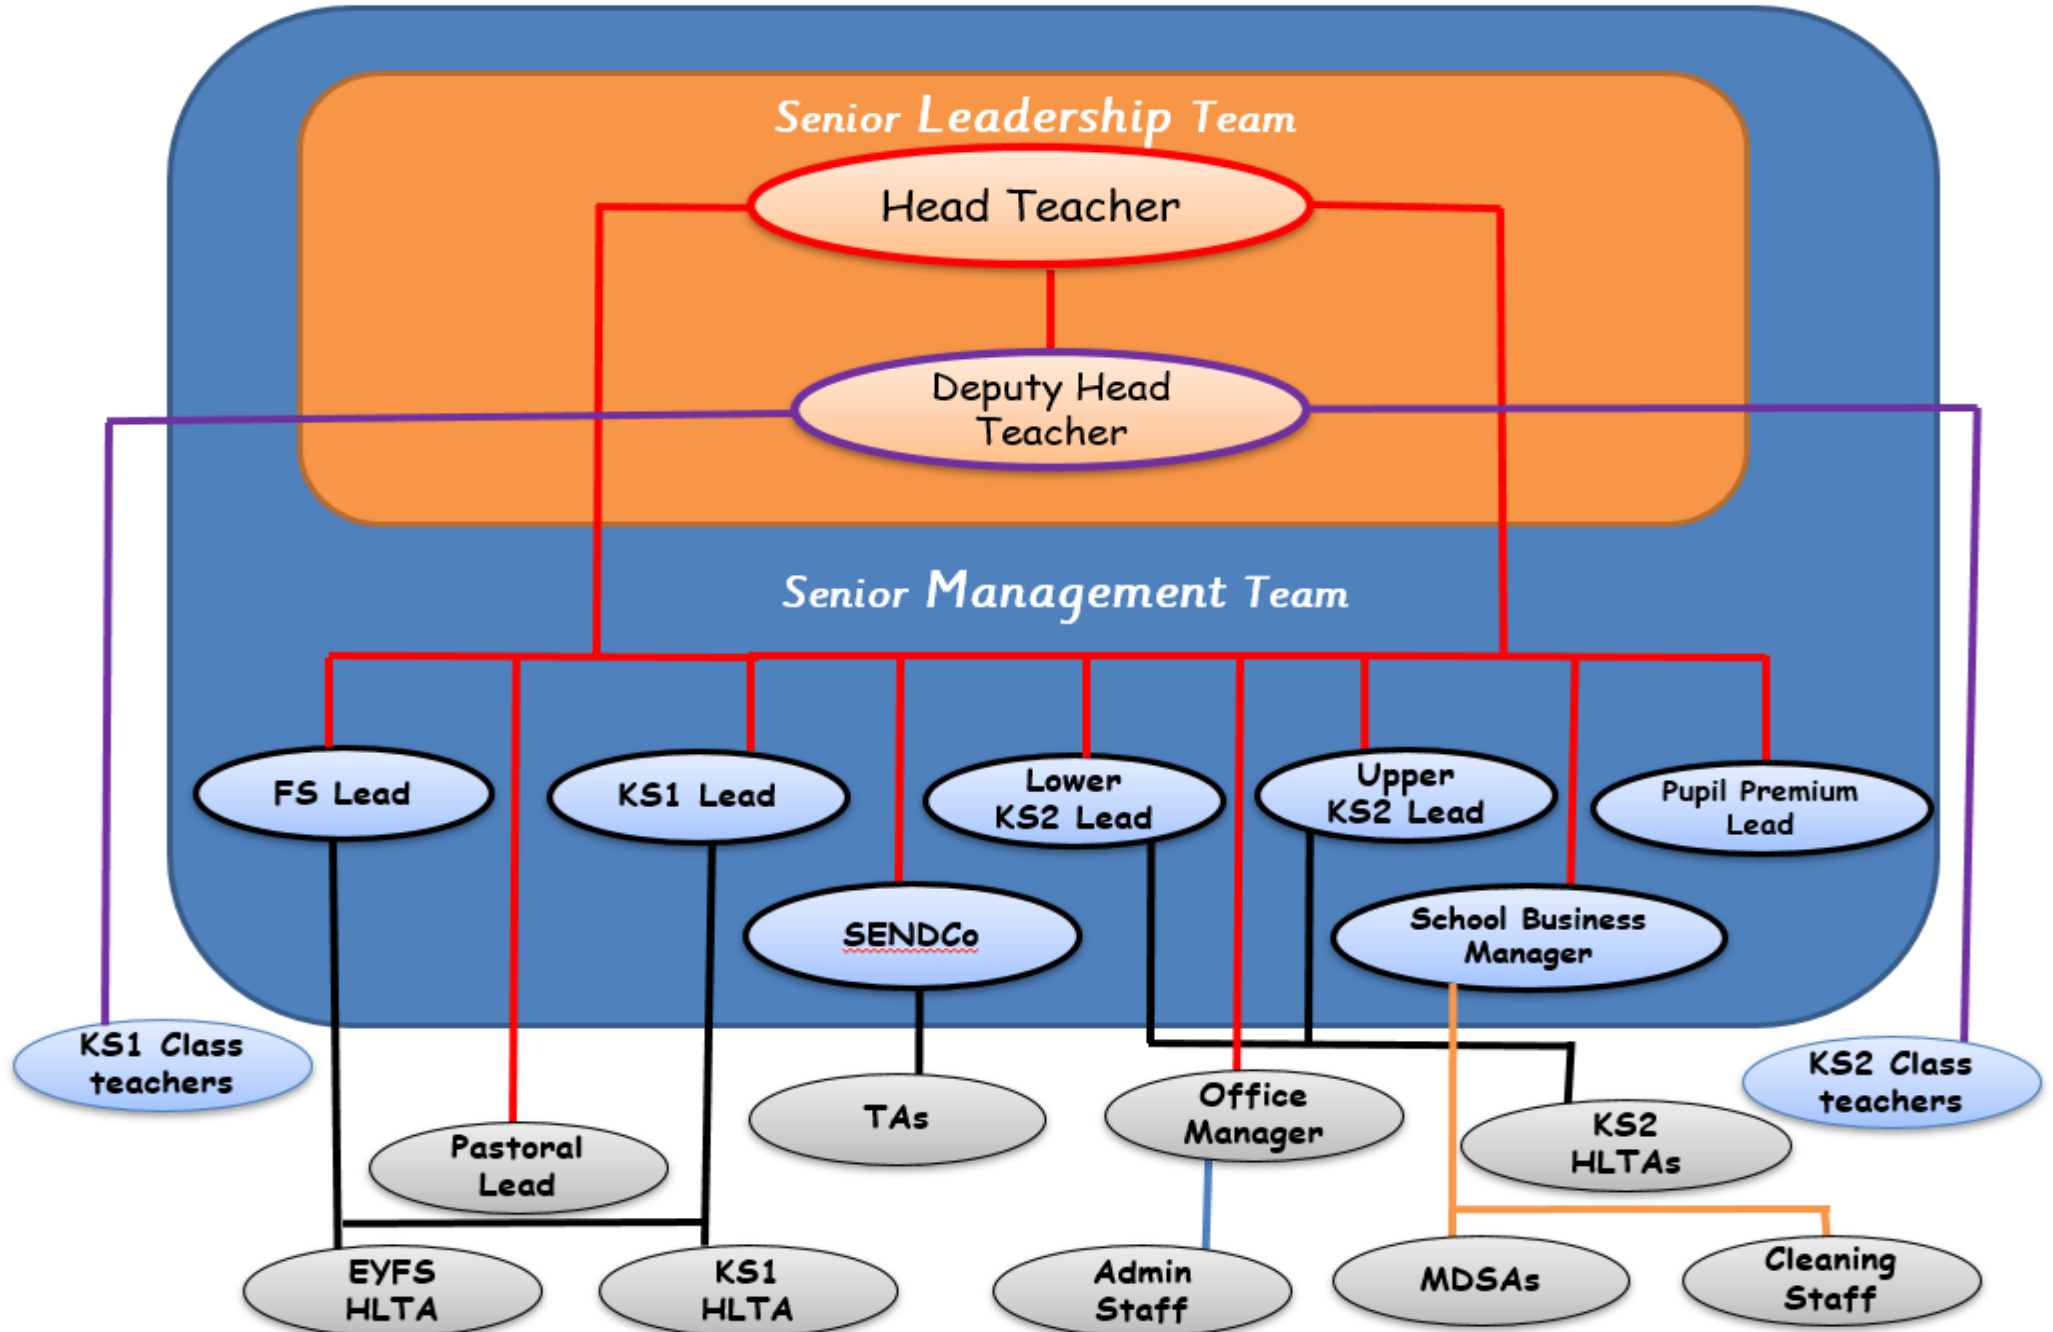 Senior Leadership Team
Head Teacher
Deputy Head
Teacher
Senior Management Team
FS Lead
KS1 Lead
Lower
KS2 Lead
Upper
KS2 Lead
Pupil Premium
Lead
SENDCo
School Business
Manager
KS1 Class
teachers
KS2 Class
teachers
Pastoral
Lead
TAs
Office
Manager
KS2
HLTAs
EYFS
HLTA
KS1
HLTA
Admin
Staff
MDSAs
Cleaning
Staff